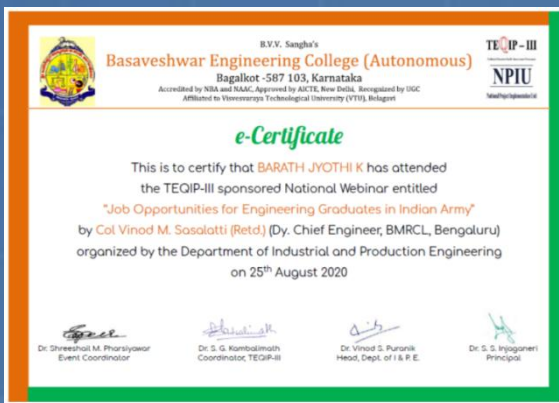 B.V.V. Sangha's
Basaveshwar Engineering College (Autonomous)
Bagalkot -587 103, Karnataka
Accredited by NBA and NAAC, Approved by AICTE, New Delhi, Recognized by UGC
Affiliated to Visvesvaraya Technological University (VTU), Belagavi
TEQIP - III
NPIU
National Project Implementation Unit
e-Certificate
This is to certify that BARATH JYOTHI K has attended
the TEQIP-III sponsored National Webinar entitled
"Job Opportunities for Engineering Graduates in Indian Army"
by Col Vinod M. Sasalatti (Retd.) (Dy. Chief Engineer, BMRCL, Bengaluru)
organized by the Department of Industrial and Production Engineering
on 25th August 2020
Dr. Shreeshail M. Pharsiyawar
Event Coordinator
Dr. S. G. Kambalimath
Coordinator, TEQIP-III
Dr. Vinod S. Puranik
Head, Dept. of I & P. E.
Dr. S. S. Injaganeri
Principal